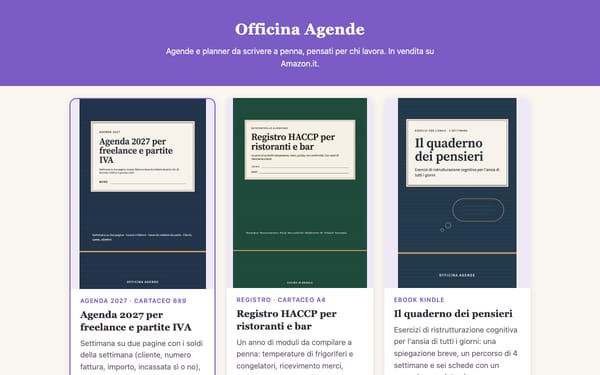 Officina Agende
Agende e planner da scrivere a penna, pensati per chi lavora. In vendita su
Amazon.it.
AGENDA 2027
Agenda 2027 per
freelance e partite
IVA
NOME
OFFICINA AGENDE
Registro HACCP per
ristoranti e bar
Il quaderno
dei pensieri
Esercizi di ristrutturazione cognitiva per l'ansia di
tutti i giorni
OFFICINA AGENDE
AGENDA 2027 · CARTACEO 6X9
Agenda 2027 per
freelance e partite IVA
Settimana su due pagine con i soldi
della settimana (cliente, numero
fattura, importo, incassata sì o no),
REGISTRO · CARTACEO A4
Registro HACCP per
ristoranti e bar
Un anno di moduli da compilare a
penna: temperature di frigoriferi e
congelatori, ricevimento merci,
EBOOK KINDLE
Il quaderno dei pensieri
Esercizi di ristrutturazione cognitiva
per l'ansia di tutti i giorni: una
spiegazione breve, un percorso di 4
settimane e sei schede con un